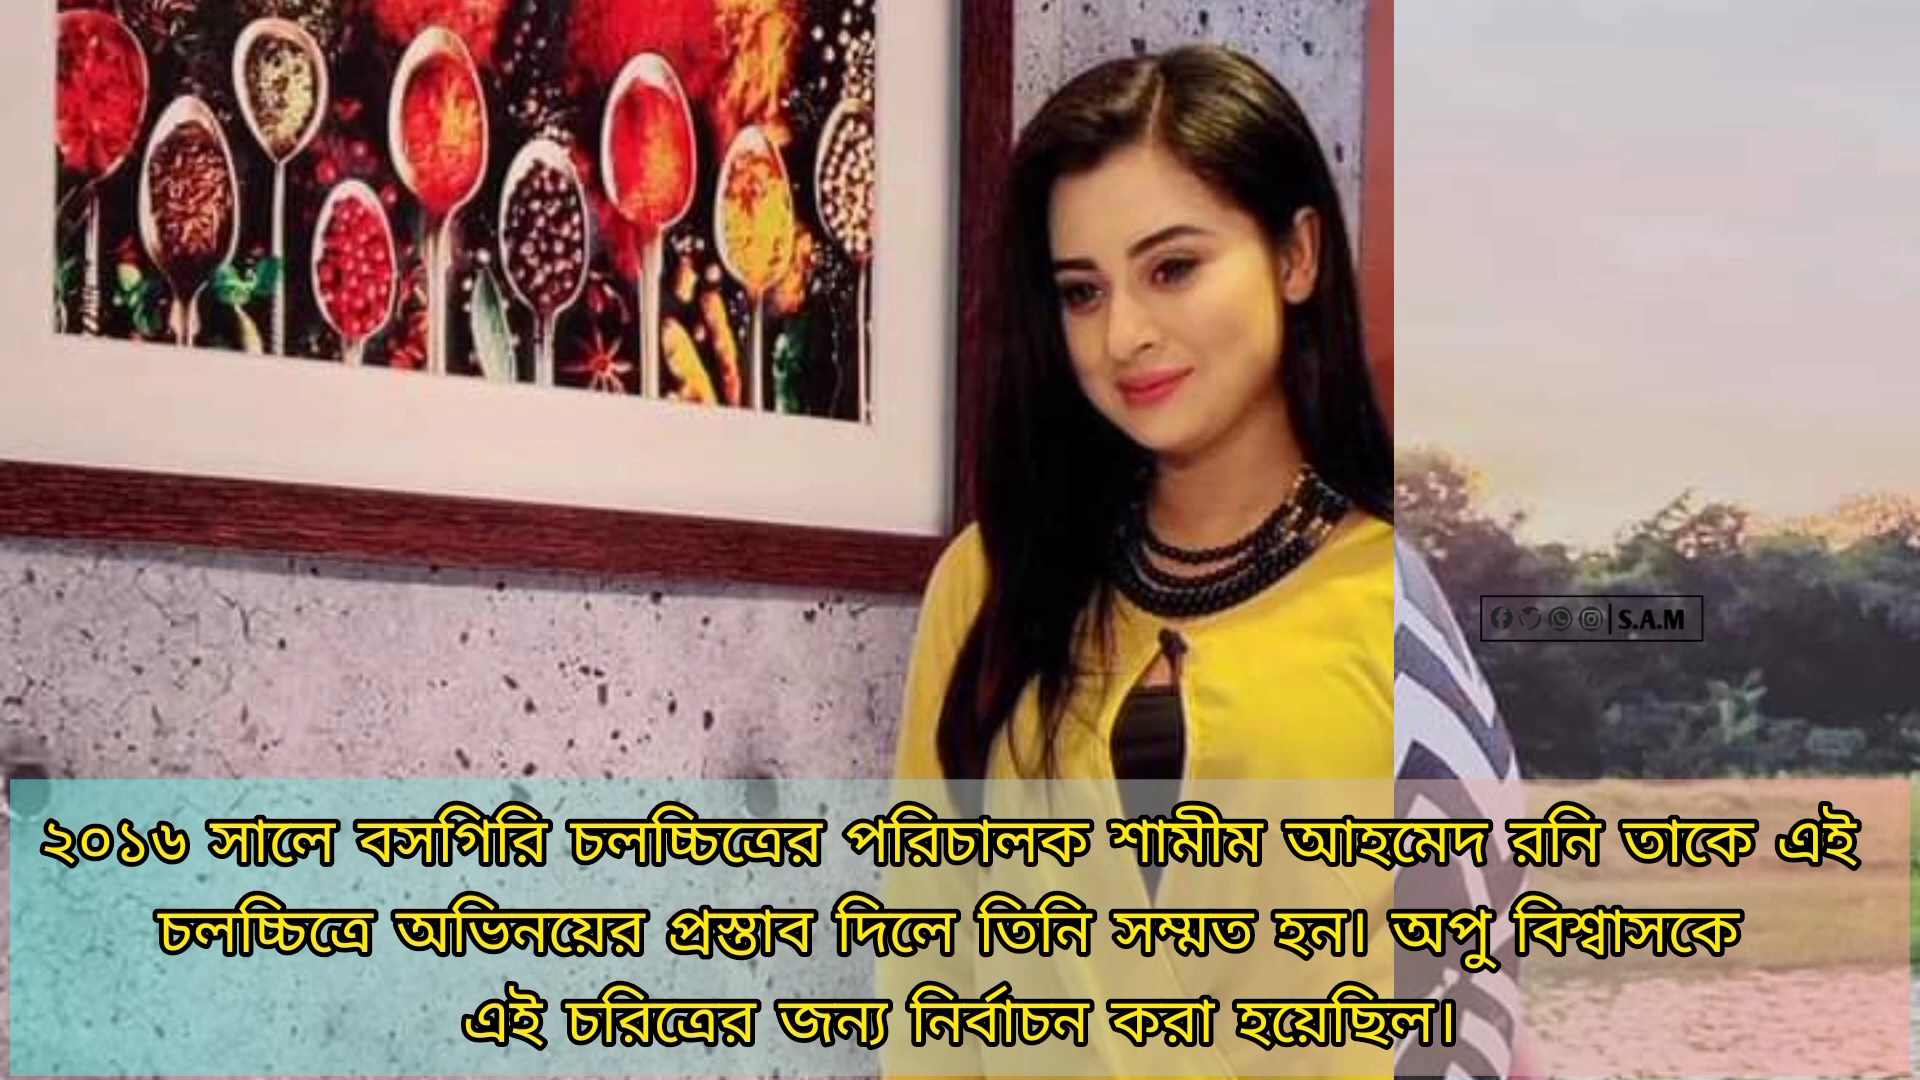 S.A.M
২০১৬ সালে বসগিরি চলচ্চিত্রের পরিচালক শামীম আহমেদ রনি তাকে এই
চলচ্চিত্রে অভিনয়ের প্রস্তাব দিলে তিনি সম্মত হন। অপু বিশ্বাসকে
এই চরিত্রের জন্য নির্বাচন করা হয়েছিল।